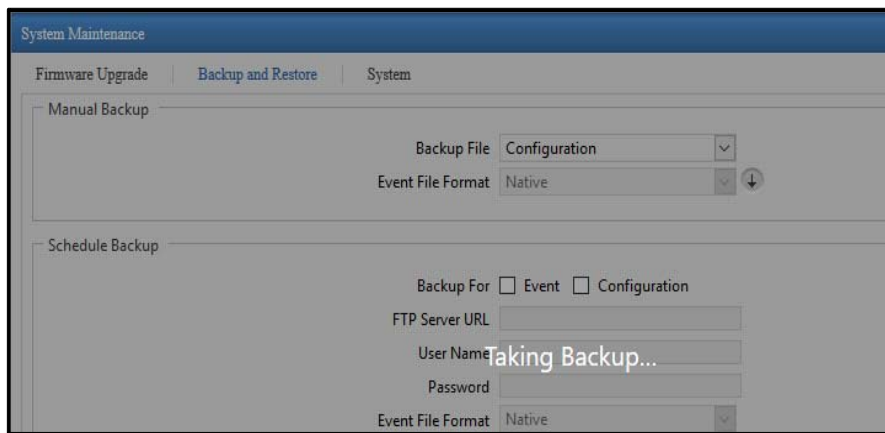 System Maintenance
Firmware Upgrade Backup and Restore System
Manual Backup
Backup File Configuration
Event File Format Native
Schedule Backup
Backup For Event Configuration
FTP Server URL
User Name
Taking Backup...
Password
Event File Format Native